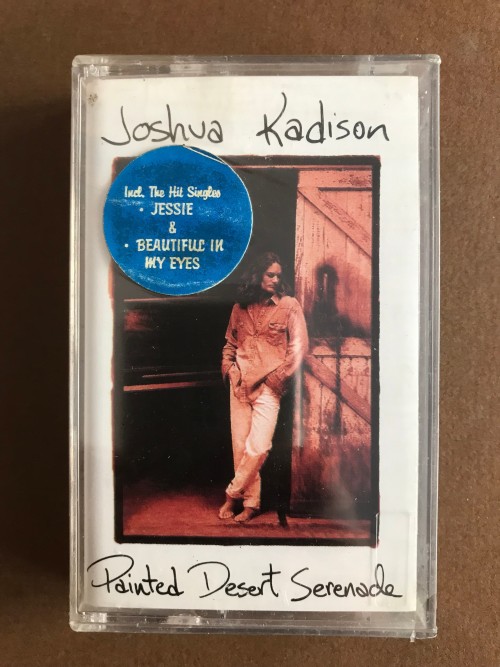 Joshua Kadison
Incl. The Hit Singles
• JESSIE
&
• BEAUTIFUL IN
MY EYES
Painted Desert Serenade